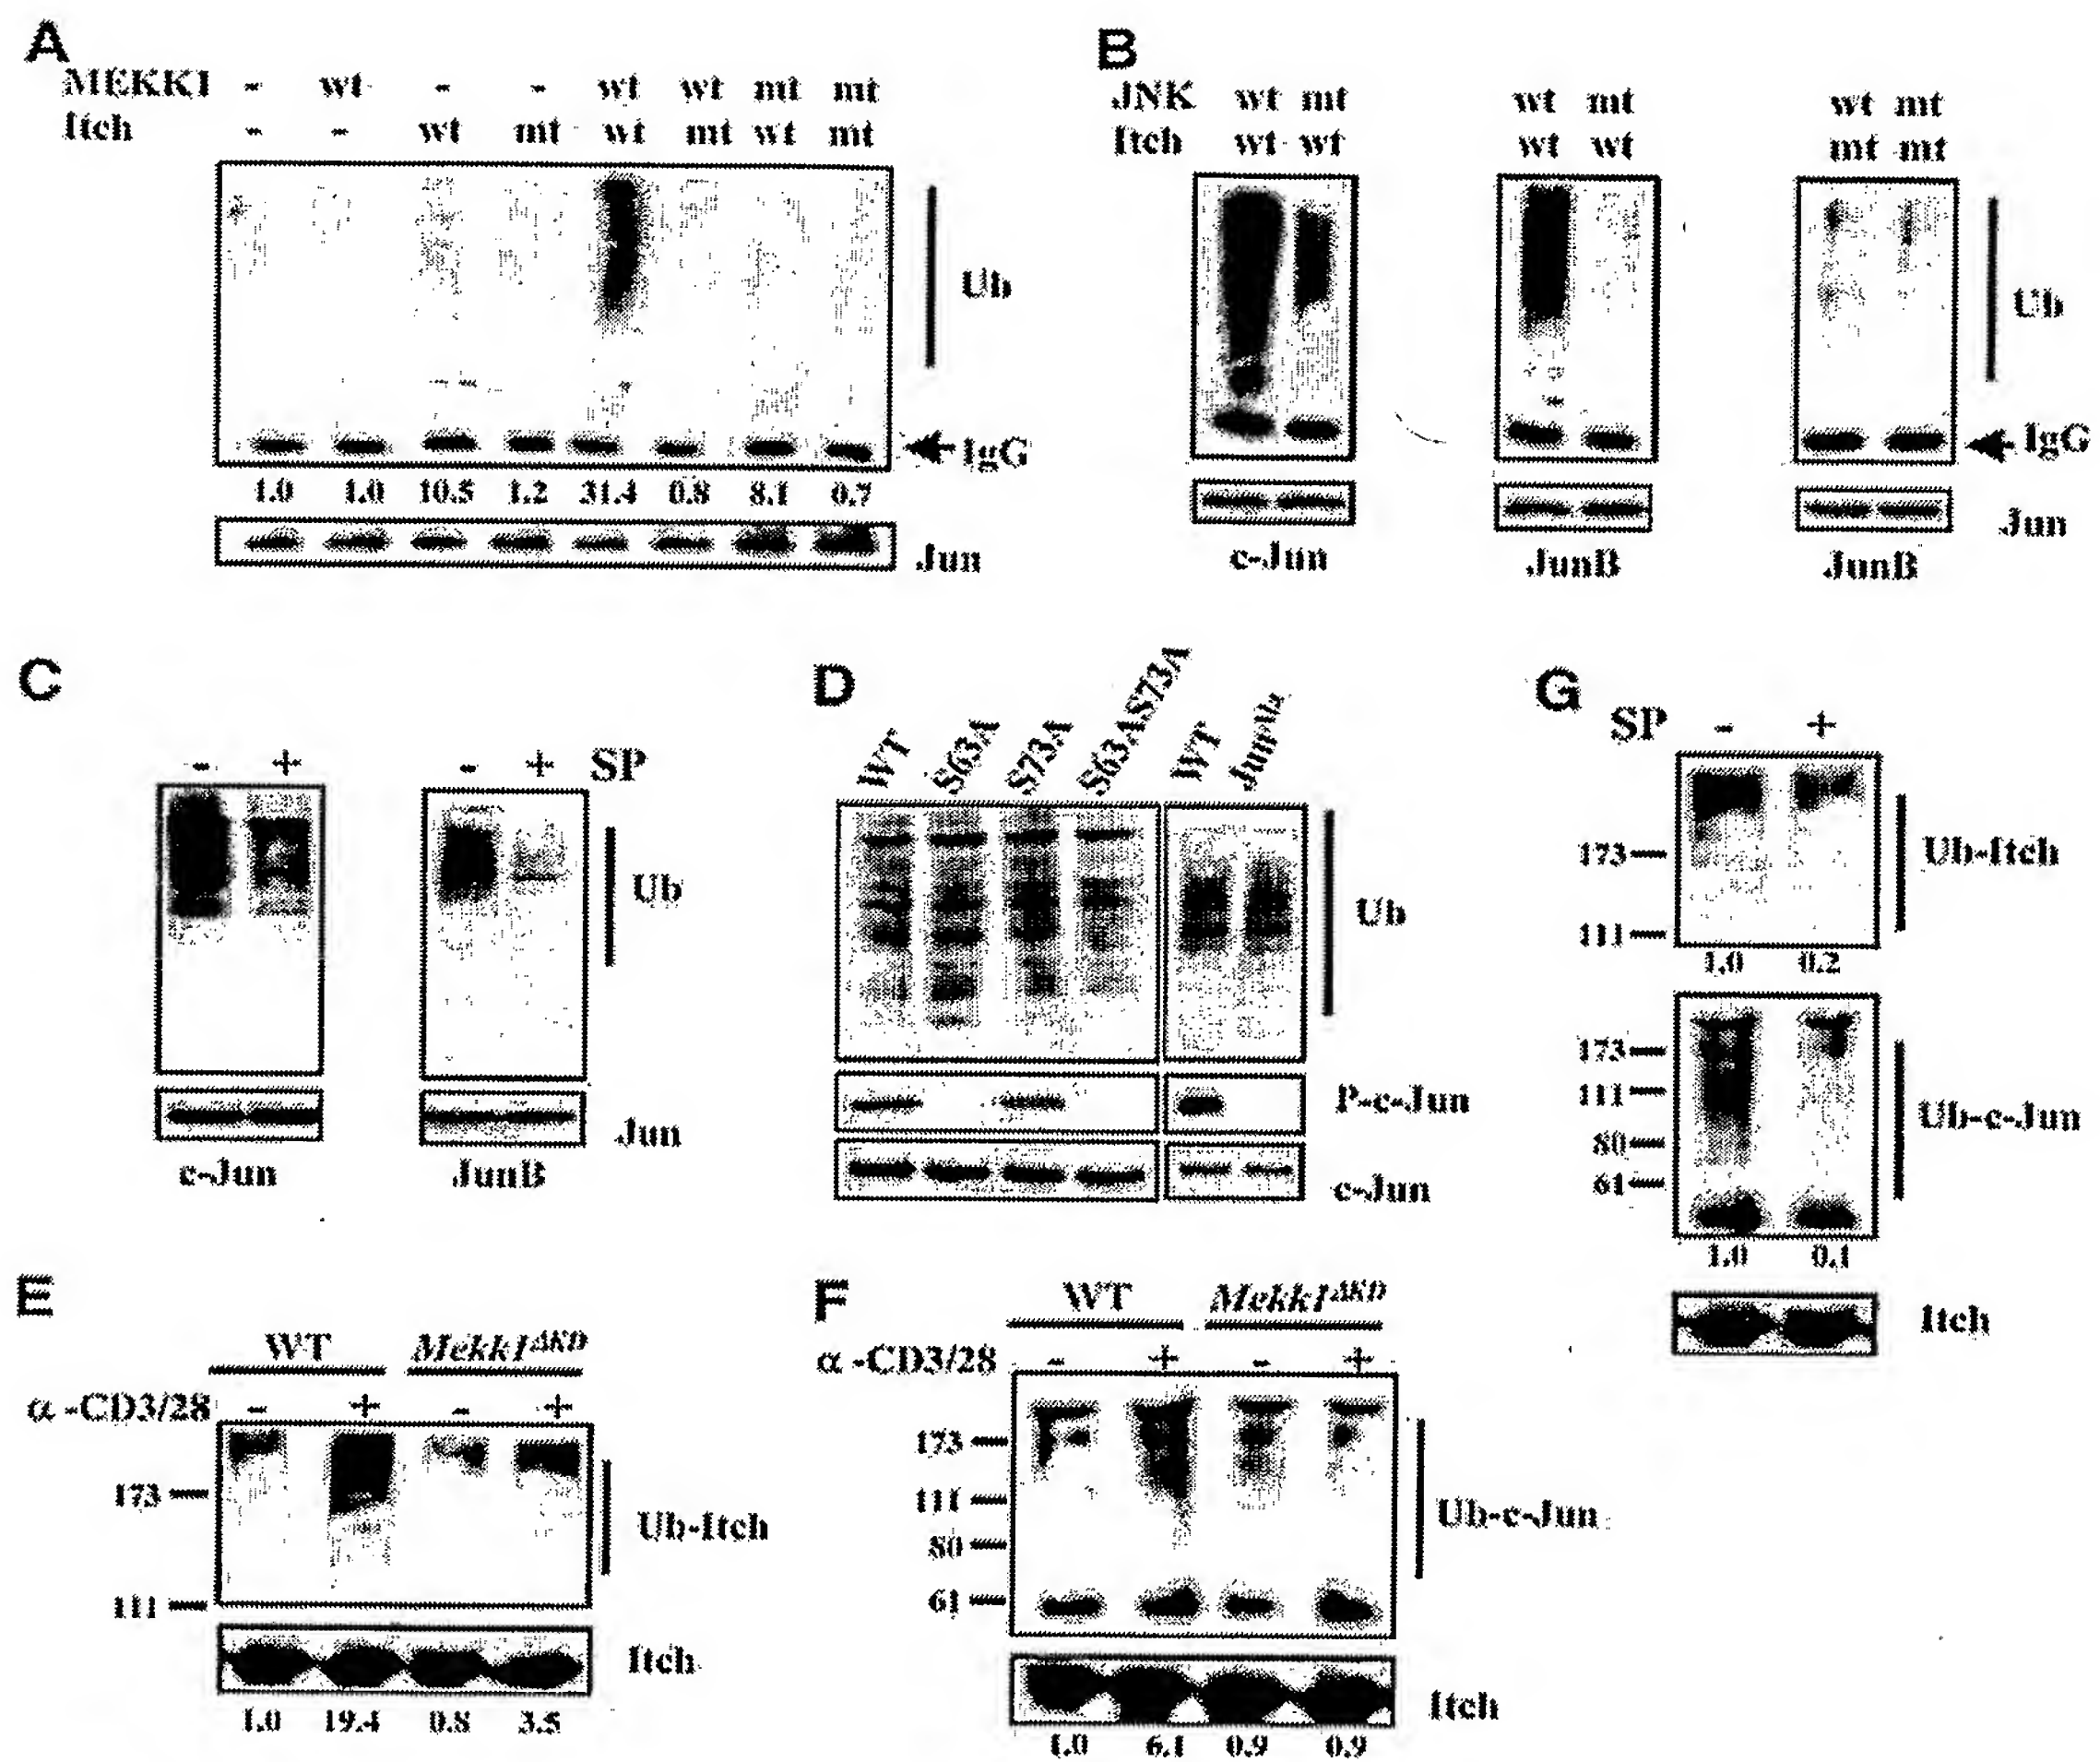 A
MEKK1 - wt - - wt wt mt mt
Itch - - wt mt wt mt wt mt
Ub
IgG
1.0 1.0 10.5 1.2 31.4 0.8 8.1 0.7
Jun
B
JNK wt mt wt mt wt mt
Itch wt wt wt wt mt mt
Ub
IgG
Jun
c-Jun JunB JunB
C
- + - + SP
Ub
Jun
c-Jun JunB
D
WT S63A S73A S63AS73A WT JunAla
Ub
P-c-Jun
c-Jun
G
SP - +
173
111
Ub-Itch
1.0 0.2
173
111
80
61
Ub-c-Jun
1.0 0.1
Itch
E
WT Mekk1ΔKD
α-CD3/28 - + - +
173
111
Ub-Itch
Itch
1.0 19.4 0.8 3.5
F
WT Mekk1ΔKD
α-CD3/28 - + - +
173
111
80
61
Ub-c-Jun
Itch
1.0 6.1 0.9 0.9